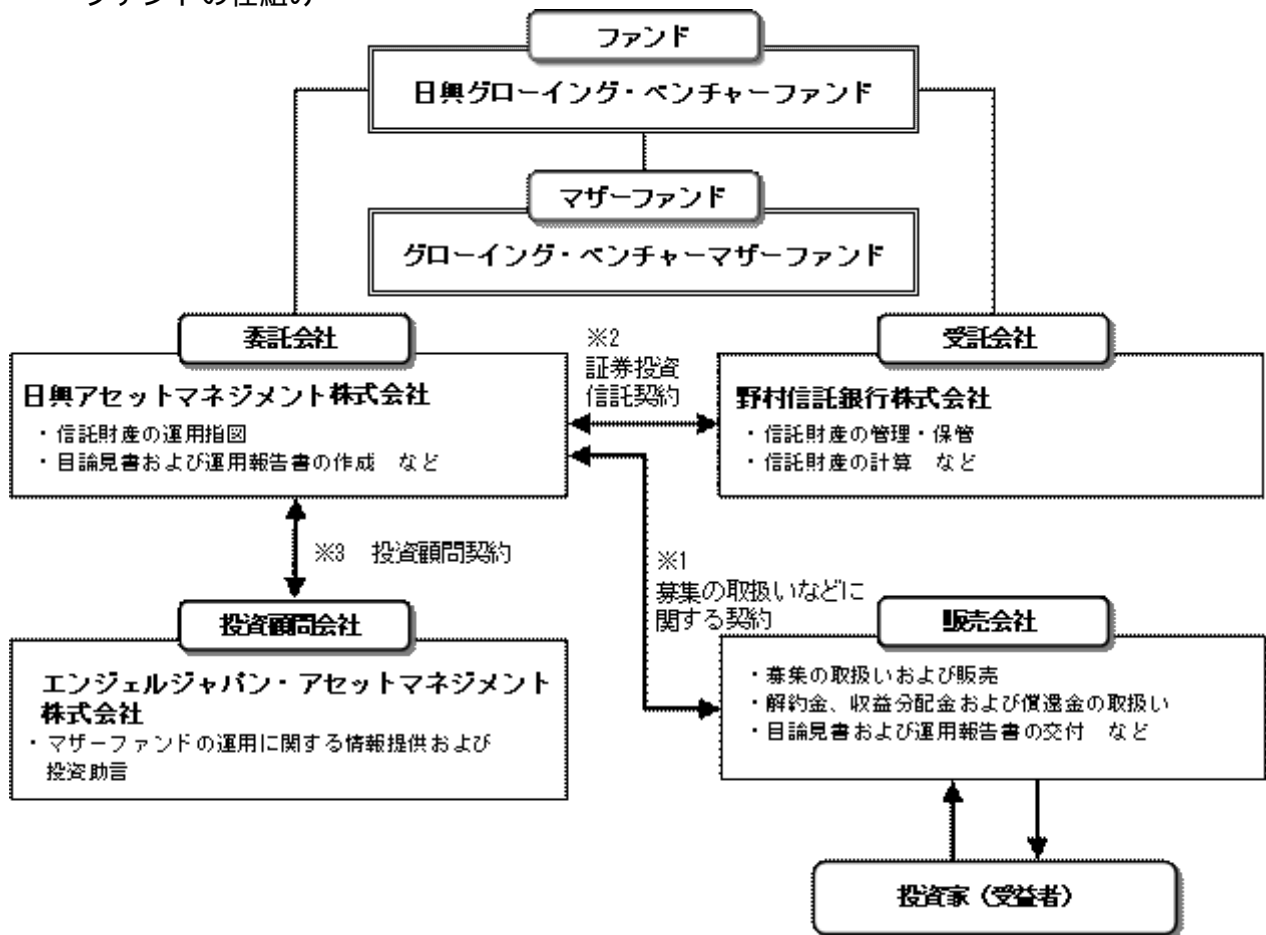 ファンドの仕組み
ファンド
日興グローイング・ベンチャーファンド
マザーファンド
グローイング・ベンチャーマザーファンド
委託会社
日興アセットマネジメント株式会社
・信託財産の運用指図
・目論見書および運用報告書の作成 など
※2
証券投資
信託契約
受託会社
野村信託銀行株式会社
・信託財産の管理・保管
・信託財産の計算 など
※3 投資顧問契約
※1
募集の取扱いなどに
関する契約
投資顧問会社
エンジェルジャパン・アセットマネジメント
株式会社
・マザーファンドの運用に関する情報提供および
投資助言
販売会社
・募集の取扱いおよび販売
・解約金、収益分配金および償還金の取扱い
・目論見書および運用報告書の交付 など
投資家（受益者）